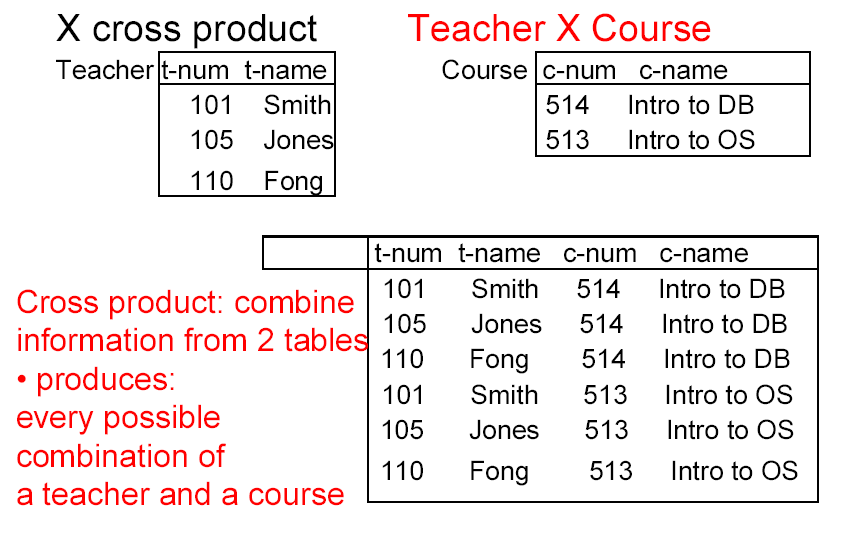 X cross product
Teacher X Course
Teacher t-num t-name
101 Smith
105 Jones
110 Fong
Course c-num c-name
514 Intro to DB
513 Intro to OS
t-num t-name c-num c-name
101 Smith 514 Intro to DB
105 Jones 514 Intro to DB
110 Fong 514 Intro to DB
101 Smith 513 Intro to OS
105 Jones 513 Intro to OS
110 Fong 513 Intro to OS
Cross product: combine
information from 2 tables
• produces:
every possible
combination of
a teacher and a course